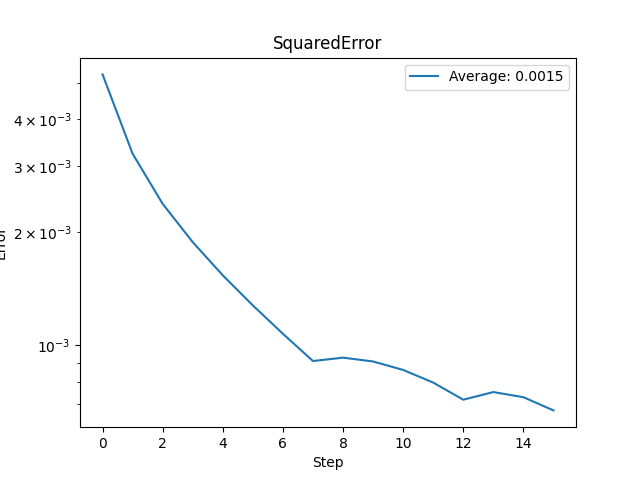 SquaredError
Average: 0.0015
4 × 10⁻³
3 × 10⁻³
2 × 10⁻³
10⁻³
Error
0 2 4 6 8 10 12 14
Step